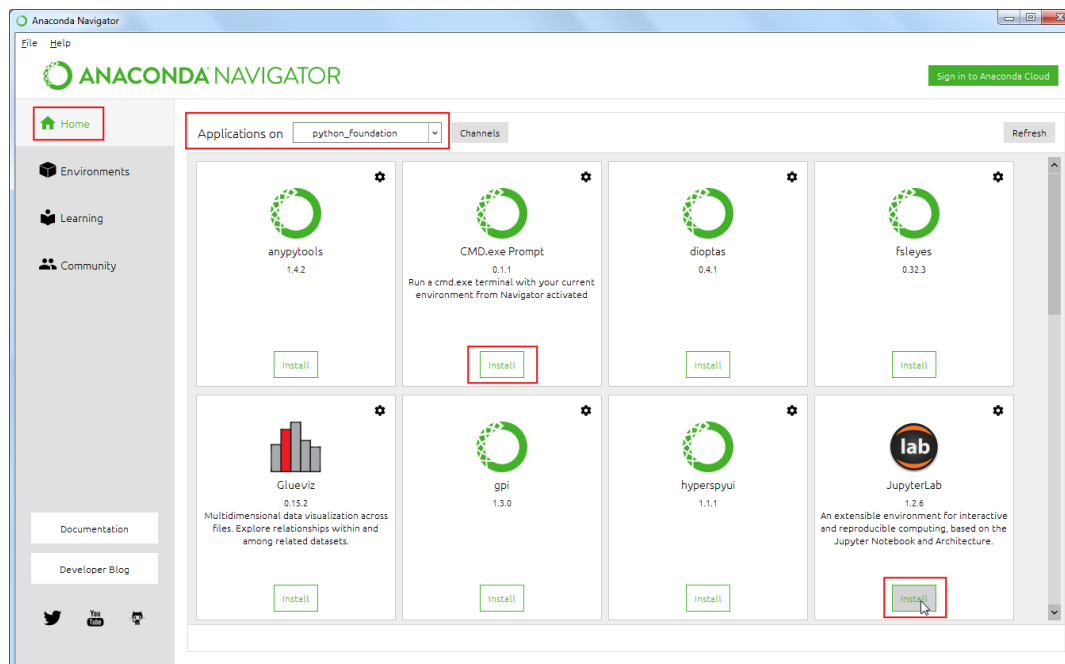 Anaconda Navigator
File Help
ANACONDA NAVIGATOR
Sign in to Anaconda Cloud
Home
Environments
Learning
Community
Documentation
Developer Blog
You
Tube
Applications on python_foundation Channels Refresh
anypytools
1.4.2
Install
CMD.exe Prompt
0.1.1
Run a cmd.exe terminal with your current
environment from Navigator activated
Install
dioptas
0.4.1
Install
fsleyes
0.32.3
Install
Glueviz
0.15.2
Multidimensional data visualization across
files. Explore relationships within and
among related datasets.
Install
gpi
1.3.0
Install
hyperspyui
1.1.1
Install
lab
JupyterLab
1.2.6
An extensible environment for interactive
and reproducible computing, based on the
Jupyter Notebook and Architecture.
Install